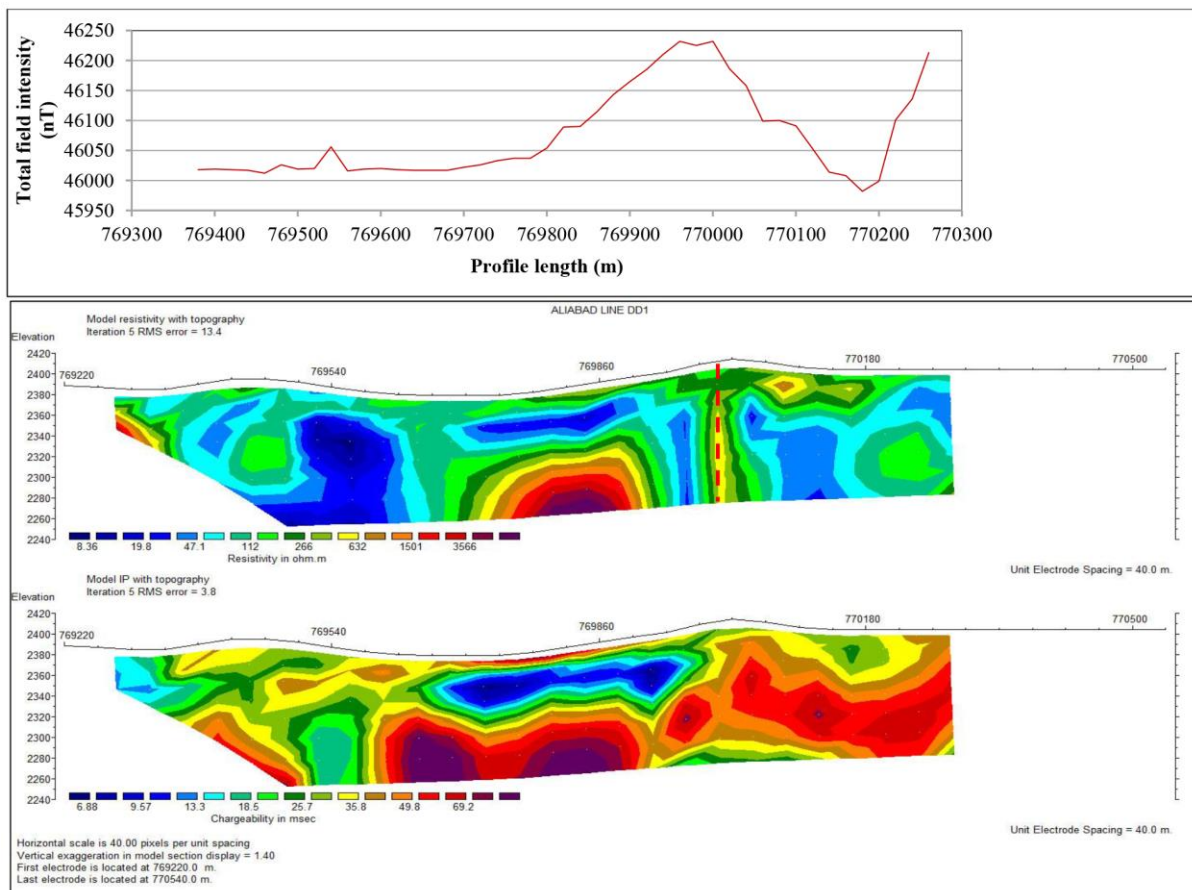 46250
46200
46150
46100
46050
46000
45950
Total field intensity
(nT)
769300 769400 769500 769600 769700 769800 769900 770000 770100 770200 770300
Profile length (m)
ALIABAD LINE DD1
Model resistivity with topography
Iteration 5 RMS error = 13.4
Elevation
2420
2400
2380
2360
2340
2320
2300
2280
2260
2240
769220 769540 769860 770180 770500
8.36 19.8 47.1 112 266 632 1501 3566
Resistivity in ohm.m
Unit Electrode Spacing = 40.0 m.
Model IP with topography
Iteration 5 RMS error = 3.8
Elevation
2420
2400
2380
2360
2340
2320
2300
2280
2260
2240
769220 769540 769860 770180 770500
6.88 9.57 13.3 18.5 25.7 35.8 49.8 69.2
Chargeability in msec
Unit Electrode Spacing = 40.0 m.
Horizontal scale is 40.00 pixels per unit spacing
Vertical exaggeration in model section display = 1.40
First electrode is located at 769220.0 m.
Last electrode is located at 770540.0 m.